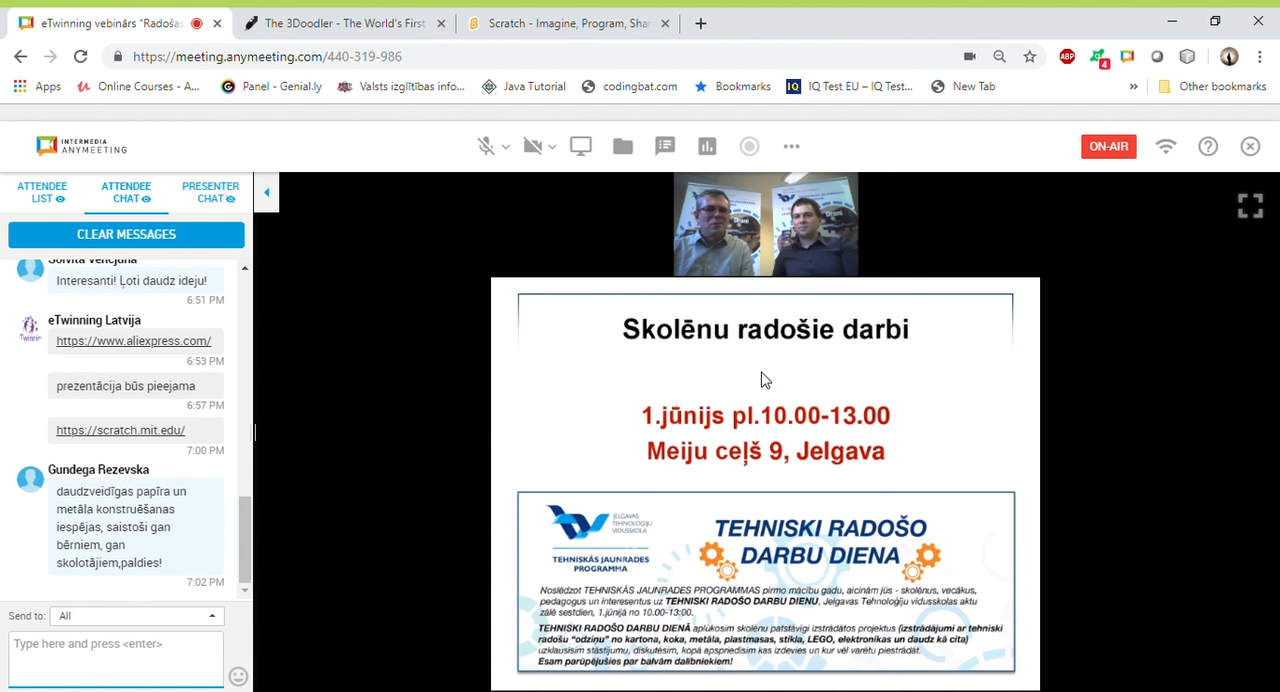 eTwinning vebinārs "Radošas
The 3Doodler - The World's First
Scratch - Imagine, Program, Shar
https://meeting.anymeeting.com/440-319-986
ABP
4
Apps
Online Courses - A...
Panel - Genial.ly
Valsts izglītības info...
Java Tutorial
codingbat.com
Bookmarks
IQ
IQ Test EU – IQ Test...
New Tab
»
Other bookmarks
INTERMEDIA
ANYMEETING
ON-AIR
ATTENDEE
LIST
ATTENDEE
CHAT
PRESENTER
CHAT
CLEAR MESSAGES
Interesanti! Ļoti daudz ideju!
6:51 PM
eTwinning Latvija
https://www.aliexpress.com/
6:53 PM
prezentācija būs pieejama
6:57 PM
https://scratch.mit.edu/
7:00 PM
Gundega Rezevska
daudzveidīgas papīra un
metāla konstruēšanas
iespējas, saistoši gan
bērniem, gan
skolotājiem,paldies!
7:02 PM
Send to:
All
Type here and press <enter>
Droni
Droni
Skolēnu radošie darbi
1.jūnijs pl.10.00-13.00
Meiju ceļš 9, Jelgava
JELGAVAS
TEHNOLOĢIJU
VIDUSSKOLA
TEHNISKĀS JAUNRADES
PROGRAMMA
TEHNISKI RADOŠO
DARBU DIENA
Noslēdzot TEHNISKĀS JAUNRADES PROGRAMMAS pirmo mācību gadu, aicinām jūs - skolēnus, vecākus,
pedagogus un interesentus uz TEHNISKI RADOŠO DARBU DIENU, Jelgavas Tehnoloģiju vidusskolas aktu
zālē sestdien, 1.jūnijā no 10.00-13:00.
TEHNISKI RADOŠO DARBU DIENĀ aplūkosim skolēnu patstāvīgi izstrādātos projektus (izstrādājumi ar tehniski
radošu "odziņu" no kartona, koka, metāla, plastmasas, stikla, LEGO, elektronikas un daudz kā cita)
uzklausīsim stāstījumu, diskutēsim, kopā apspriedīsim kas izdevies un kur vēl varētu piestrādāt.
Esam parūpējušies par balvām dalībniekiem!